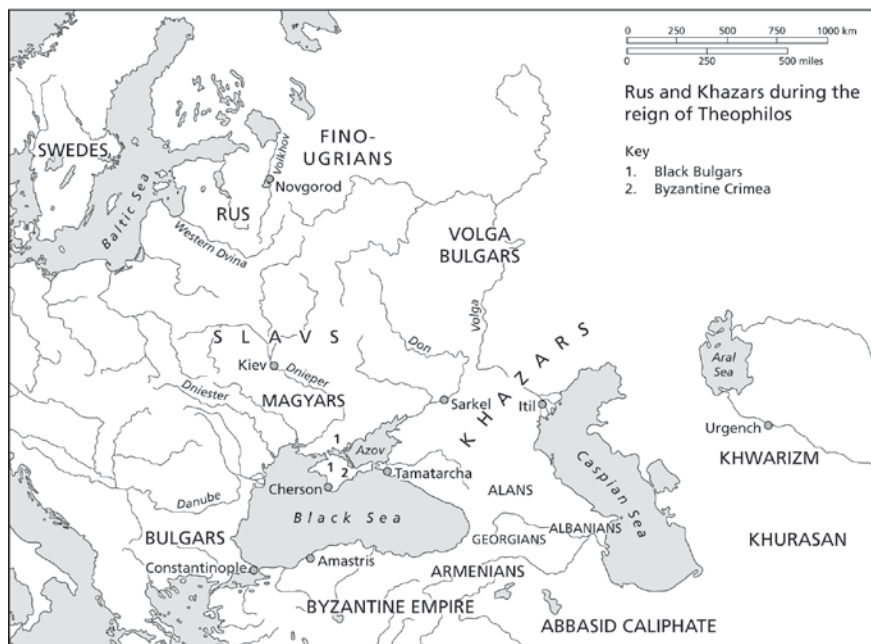 0 250 500 750 1000 km
0 250 500 miles
Rus and Khazars during the
reign of Theophilos
Key
1. Black Bulgars
2. Byzantine Crimea
SWEDES
Baltic Sea
FINO-
UGRIANS
Volkhov
Novgorod
RUS
Western Dvina
VOLGA
BULGARS
Volga
SLAVS
Don
Kiev
Dnieper
Dniester
MAGYARS
Sarkel
KHAZARS
Itil
Aral
Sea
Urgench
KHWARIZM
1
Azov
1
2
Cherson
Tamatarcha
Caspian Sea
Danube
Black Sea
ALANS
BULGARS
GEORGIANS
ALBANIANS
KHURASAN
Constantinople
Amastris
ARMENIANS
BYZANTINE EMPIRE
ABBASID CALIPHATE